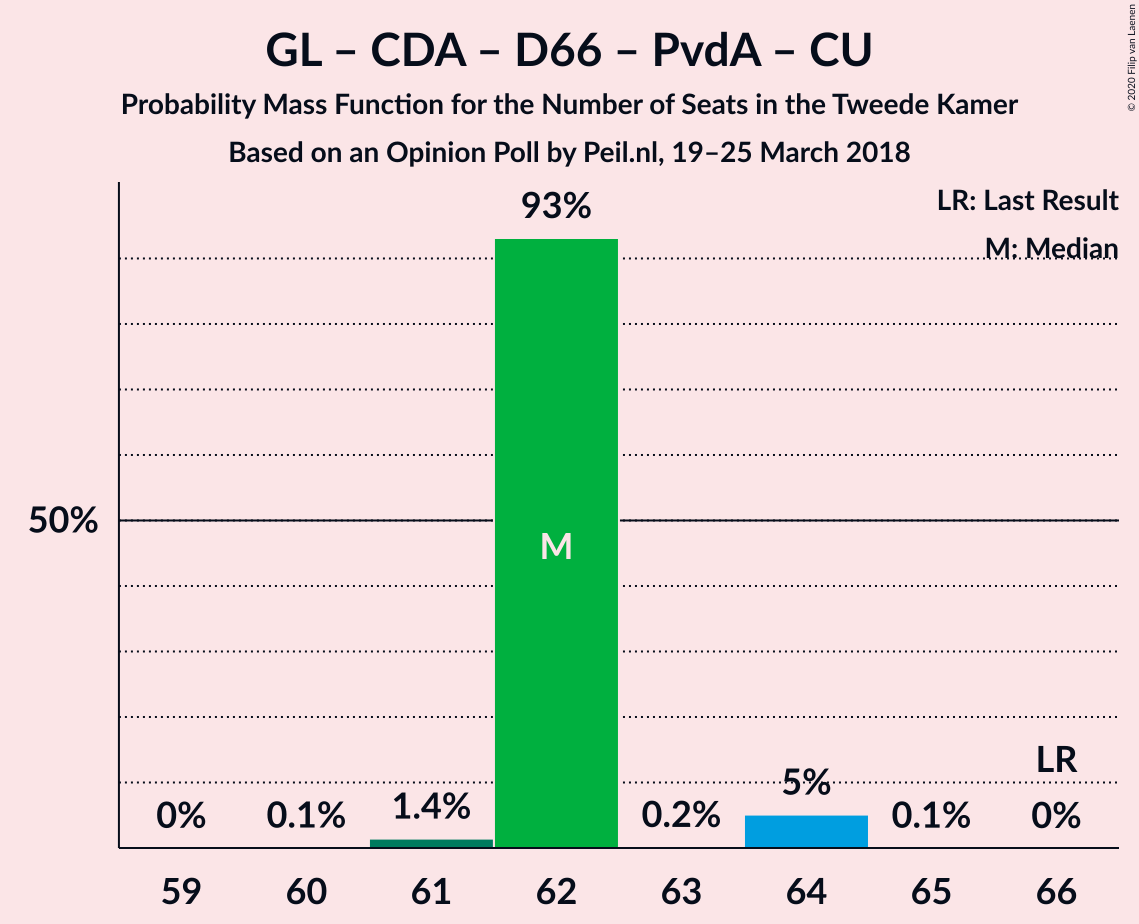 GL – CDA – D66 – PvdA – CU
Probability Mass Function for the Number of Seats in the Tweede Kamer
Based on an Opinion Poll by Peil.nl, 19–25 March 2018
© 2020 Filip van Laenen
LR: Last Result
M: Median
93%
50%
M
LR
0% 0.1% 1.4% 0.2% 5% 0.1% 0%
59 60 61 62 63 64 65 66